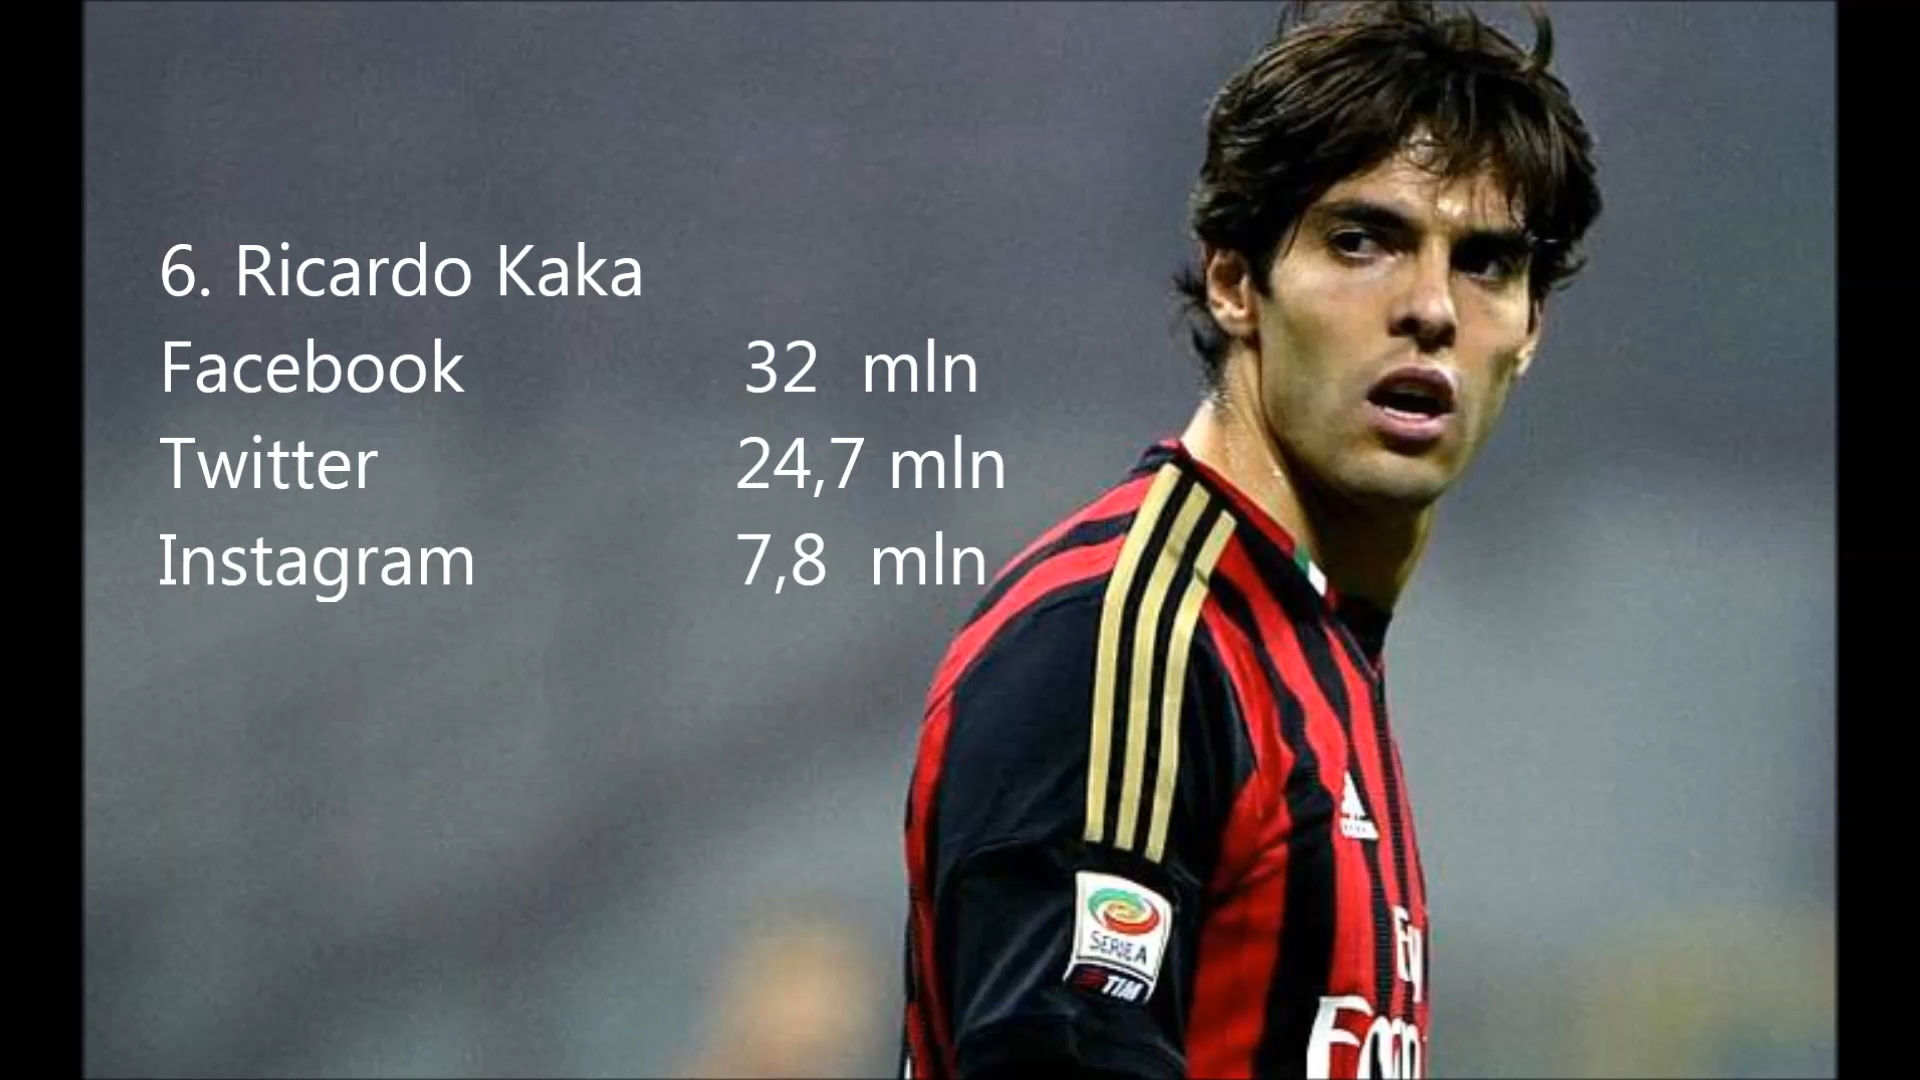 6. Ricardo Kaka
Facebook 32 mln
Twitter 24,7 mln
Instagram 7,8 mln
SERIE A
TIM